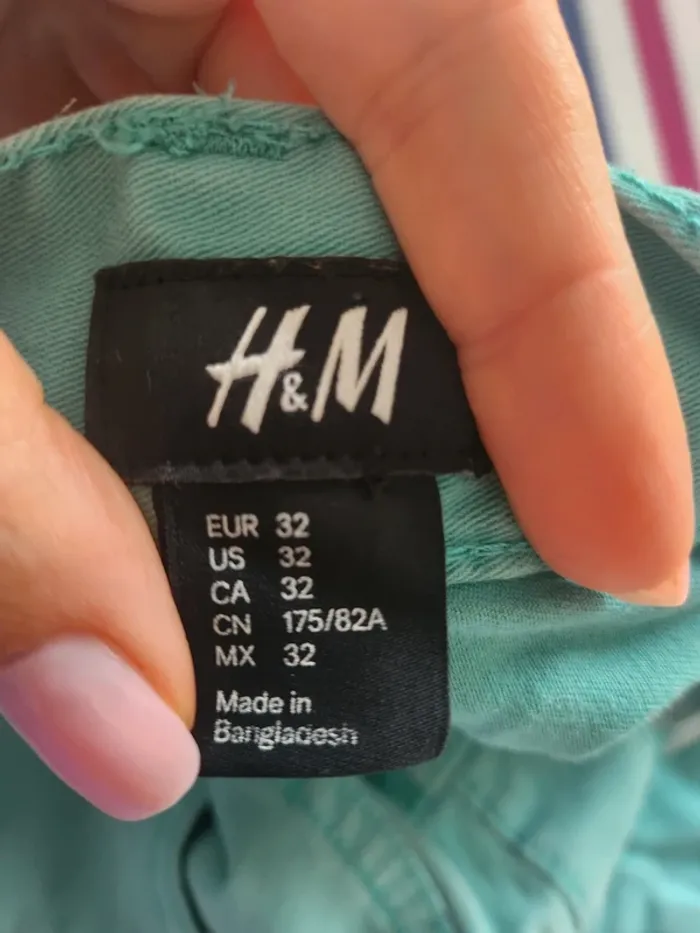 H&M
EUR 32
US 32
CA 32
CN 175/82A
MX 32
Made in
Bangladesh